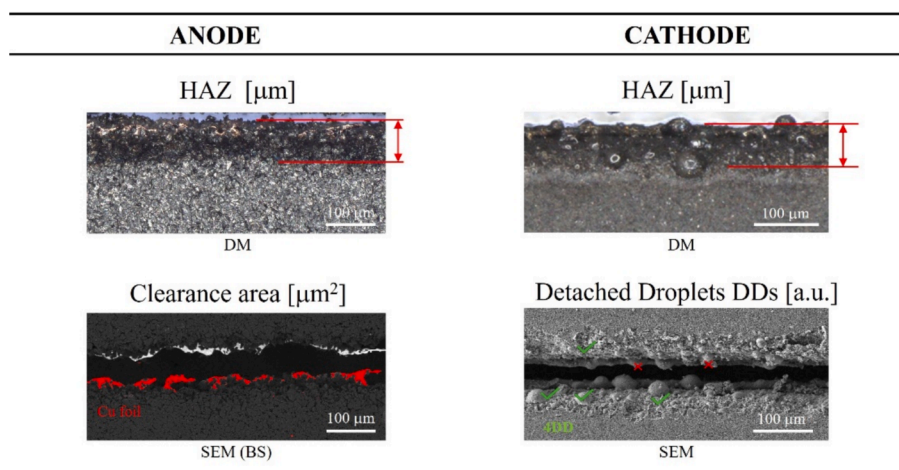 ANODE
CATHODE
HAZ [μm]
HAZ [μm]
100 μm
100 μm
DM
DM
Clearance area [μm²]
Detached Droplets DDs [a.u.]
Cu foil
100 μm
4DD
100 μm
SEM (BS)
SEM